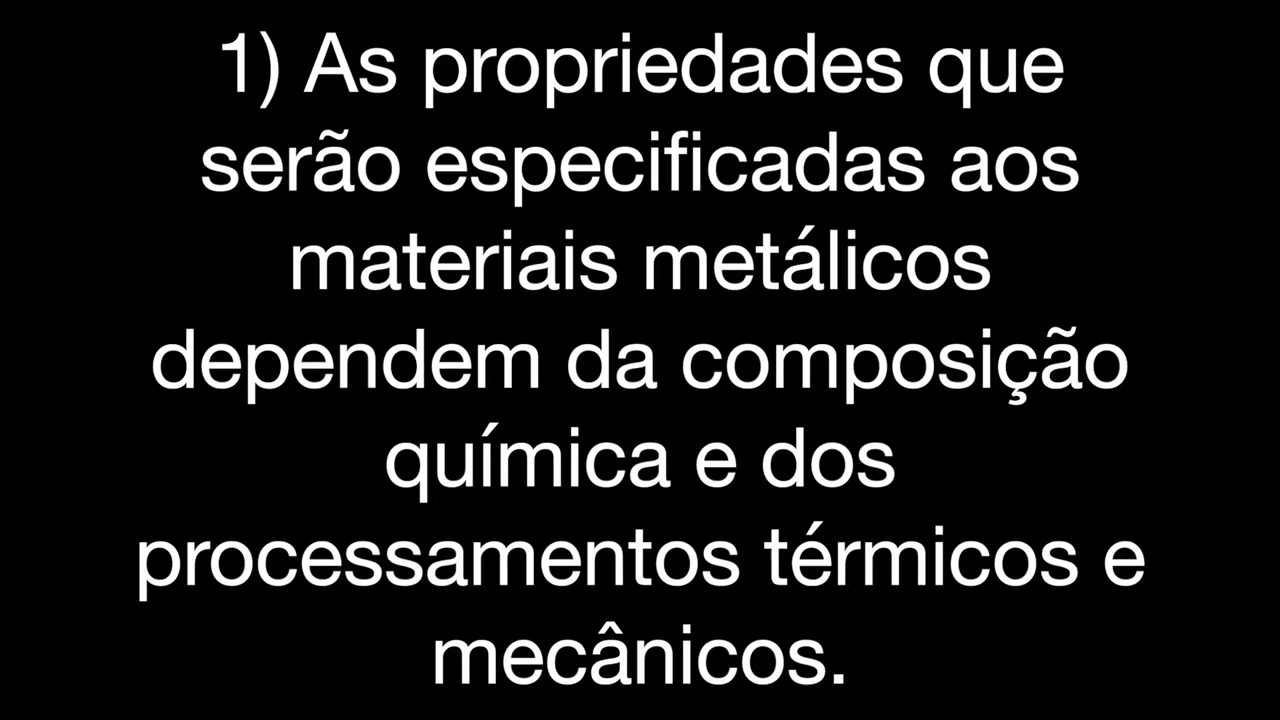 1) As propriedades que
serão especificadas aos
materiais metálicos
dependem da composição
química e dos
processamentos térmicos e
mecânicos.